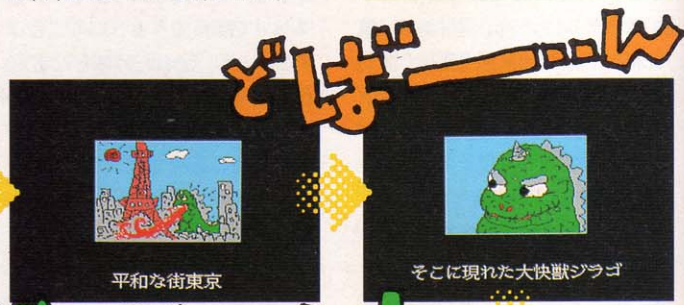 どばーーん
平和な街東京
そこに現れた大快獣ジラゴ